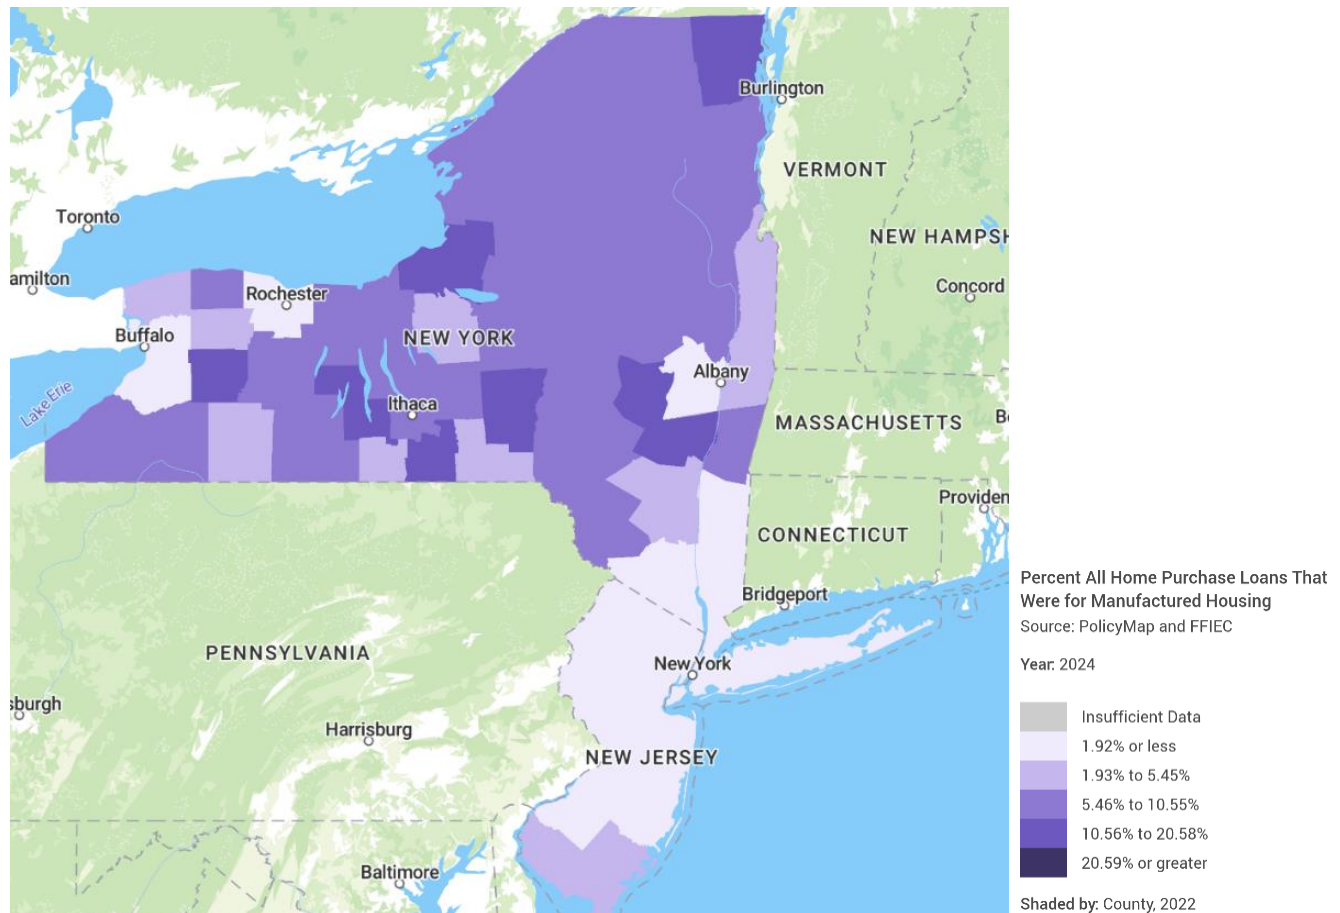 Burlington
VERMONT
Toronto
NEW HAMPSH
amilton
Concord
Rochester
Buffalo
NEW YORK
Albany
Lake Erie
Ithaca
MASSACHUSETTS
B
Providen
CONNECTICUT
Bridgeport
PENNSYLVANIA
New York
sburgh
Harrisburg
NEW JERSEY
Baltimore
Percent All Home Purchase Loans That
Were for Manufactured Housing
Source: PolicyMap and FFIEC
Year: 2024
Insufficient Data
1.92% or less
1.93% to 5.45%
5.46% to 10.55%
10.56% to 20.58%
20.59% or greater
Shaded by: County, 2022